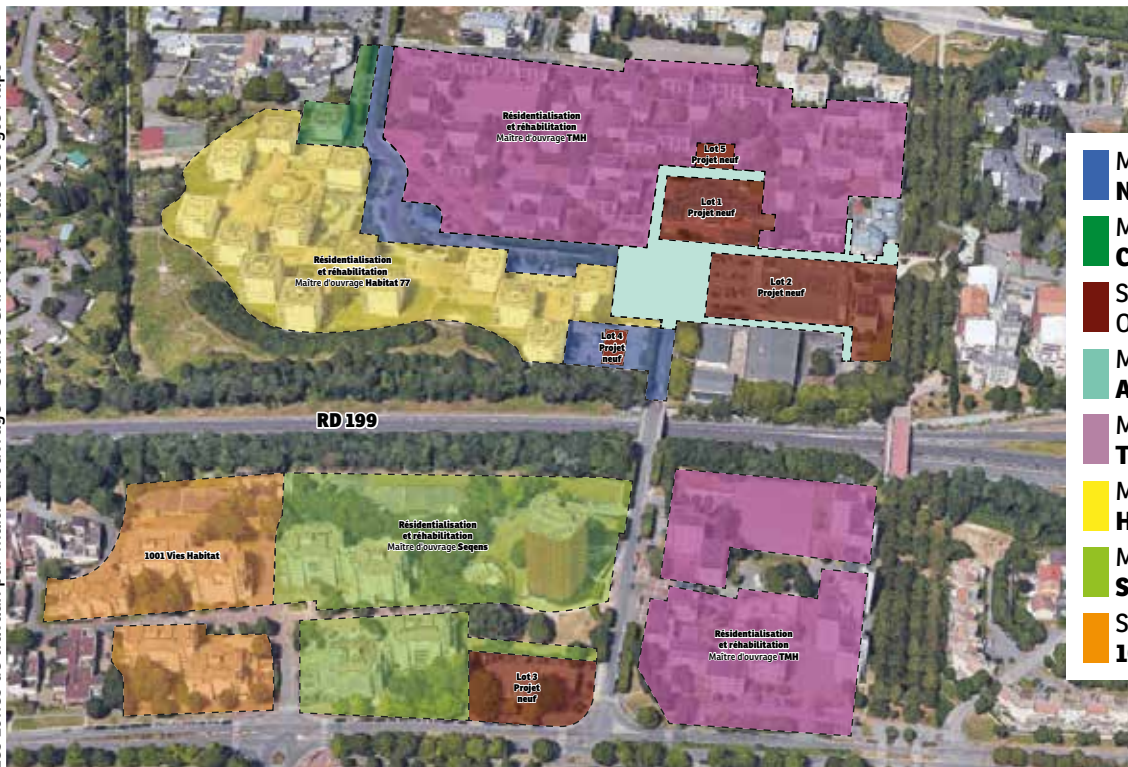 Résidentialisation
et réhabilitation
Maître d'ouvrage TMH
Lot 5
Projet neuf
Lot 1
Projet neuf
Résidentialisation
et réhabilitation
Maître d'ouvrage Habitat 77
Lot 2
Projet neuf
Lot 4
Projet
neuf
RD 199
1001 Vies Habitat
Résidentialisation
et réhabilitation
Maître d'ouvrage Seqens
Résidentialisation
et réhabilitation
Maître d'ouvrage TMH
Lot 3
Projet
neuf
M
N
M
C
S
O
M
A
M
T
M
H
M
S
S
1